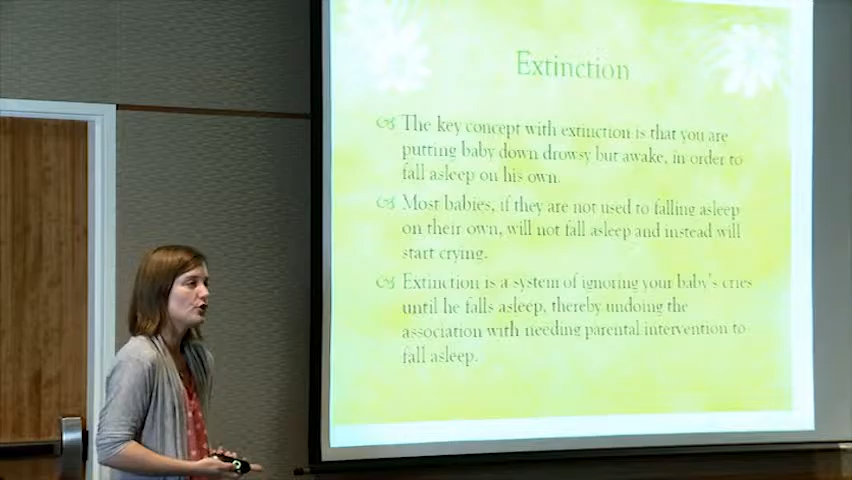 Extinction
The key concept with extinction is that you are
putting baby down drowsy but awake, in order to
fall asleep on his own.
Most babies, if they are not used to falling asleep
on their own, will not fall asleep and instead will
start crying.
Extinction is a system of ignoring your baby's cries
until he falls asleep, thereby undoing the
association with needing parental intervention to
fall asleep.